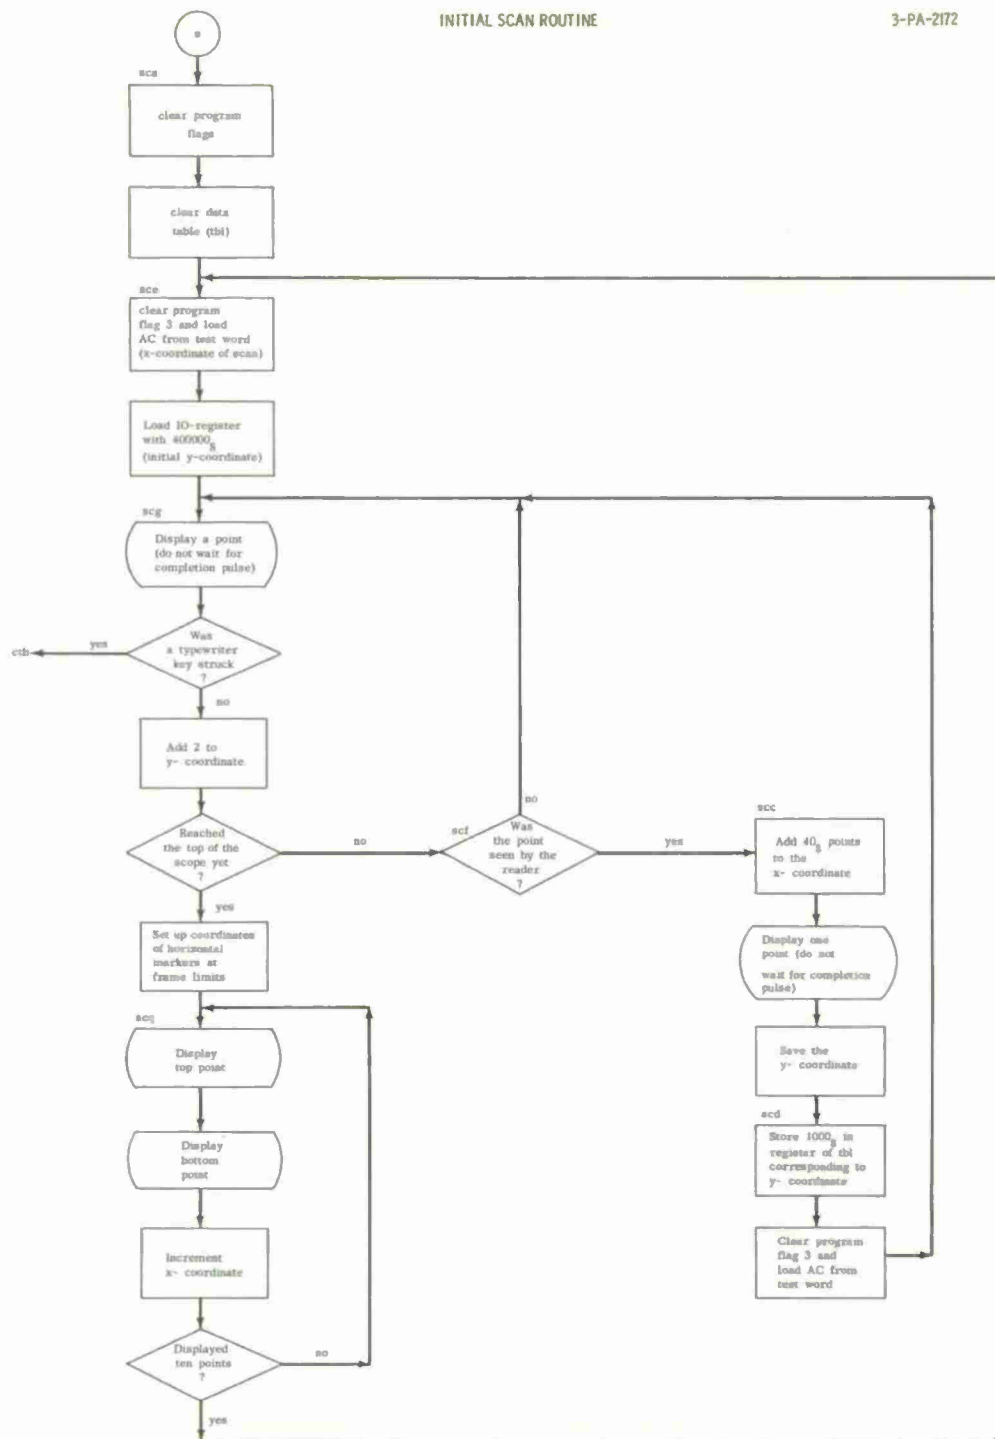 INITIAL SCAN ROUTINE
3-PA-2172
sca
clear program
flags
clear data
table (tbl)
sce
clear program
flag 3 and load
AC from test word
(x-coordinate of scan)
Load IO-register
with 400000₈
(initial y-coordinate)
scg
Display a point
(do not wait for
completion pulse)
Was
a typewriter
key struck
?
yes
ctb
no
Add 2 to
y- coordinate
Reached
the top of the
scope yet
?
no
yes
scf
Was
the point
seen by the
reader
?
no
yes
scc
Add 40₈ points
to the
x- coordinate
Display one
point (do not
wait for completion
pulse)
Save the
y- coordinate
scd
Store 1000₈ in
register of tbl
corresponding to
y- coordinate
Clear program
flag 3 and
load AC from
test word
Set up coordinates
of horizontal
markers at
frame limits
scq
Display
top point
Display
bottom
point
Increment
x- coordinate
Displayed
ten points
?
no
yes